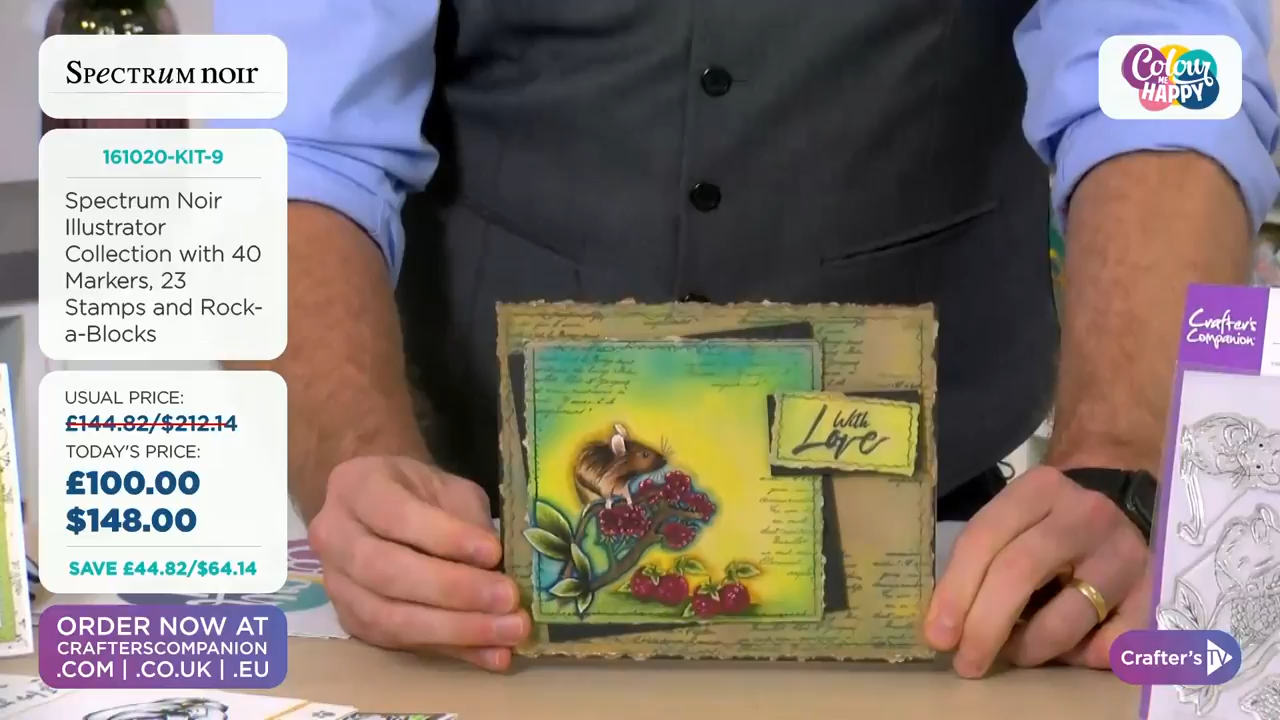 SPECTRUM NOIR
161020-KIT-9
Spectrum Noir
Illustrator
Collection with 40
Markers, 23
Stamps and Rock-
a-Blocks
USUAL PRICE:
£144.82/$212.14
TODAY'S PRICE:
£100.00
$148.00
SAVE £44.82/$64.14
ORDER NOW AT
CRAFTERSCOMPANION
.COM | .CO.UK | .EU
Colour
ME
HAPPY
With
Love
Crafter's
Companion
Crafter's TV